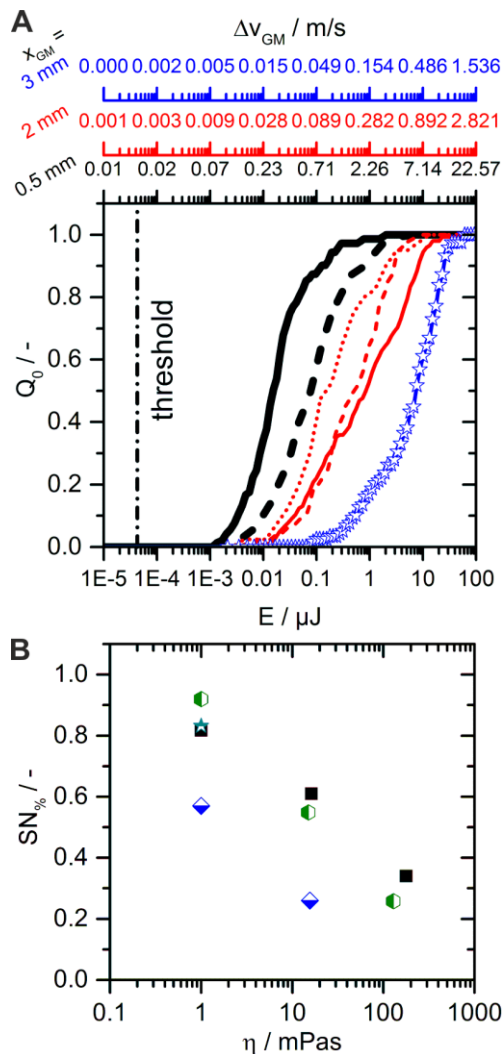 A
x_GM =
Δv_GM / m/s
3 mm
0.000 0.002 0.005 0.015 0.049 0.154 0.486 1.536
2 mm
0.001 0.003 0.009 0.028 0.089 0.282 0.892 2.821
0.5 mm
0.01 0.02 0.07 0.23 0.71 2.26 7.14 22.57
1.0
0.8
0.6
0.4
0.2
0.0
Q₀ / -
threshold
1E-5 1E-4 1E-3 0.01 0.1 1 10 100
E / µJ
B
1.0
0.8
0.6
0.4
0.2
0.0
SN% / -
0.1 1 10 100 1000
η / mPas